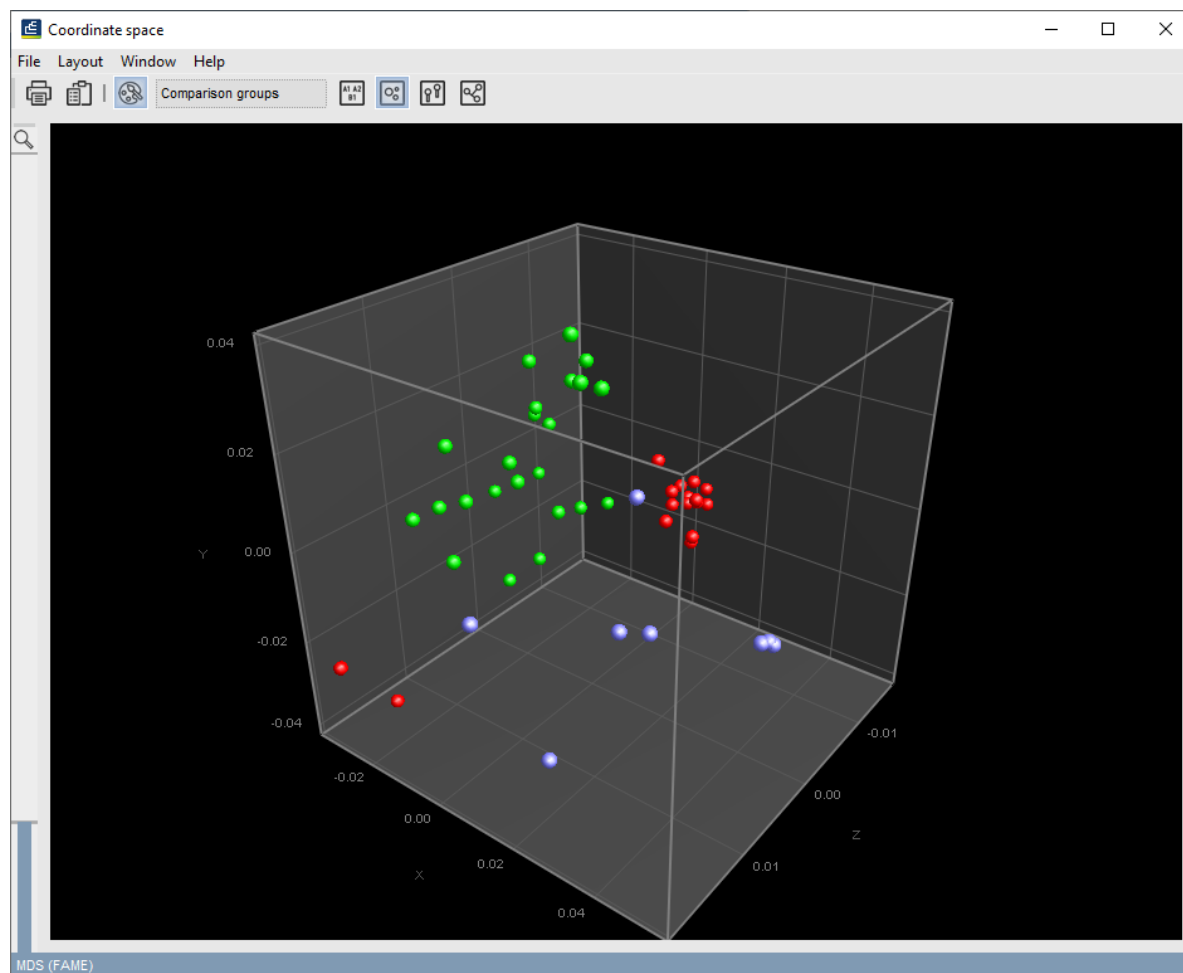 Coordinate space
File Layout Window Help
Comparison groups
A1 A2
B1
0.04
0.02
Y
0.00
-0.02
-0.04
-0.02
0.00
X
0.02
0.04
-0.01
0.00
Z
0.01
MDS (FAME)